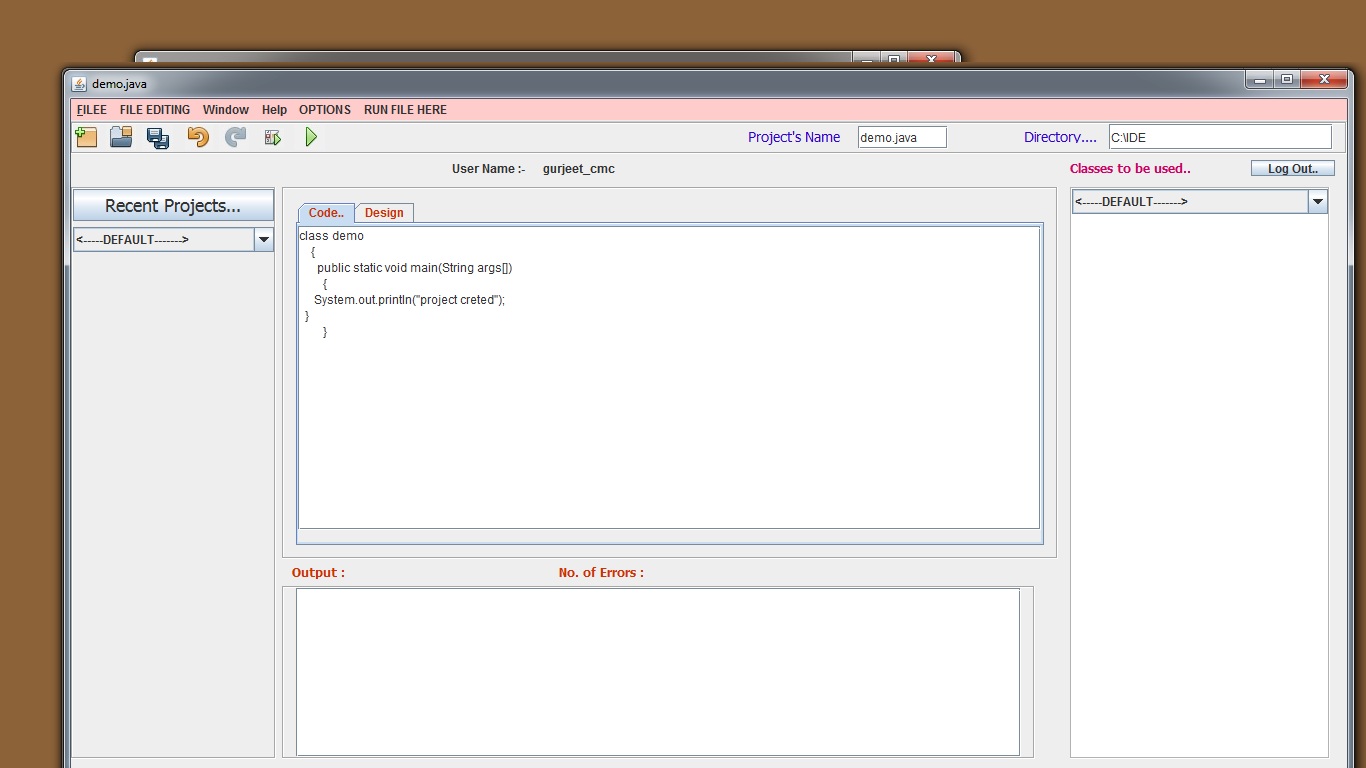 demo.java
FILEE FILE EDITING Window Help OPTIONS RUN FILE HERE
Project's Name demo.java Directory.... C:\IDE
User Name :- gurjeet_cmc Classes to be used.. Log Out..
Recent Projects...
<-----DEFAULT------->
Code.. Design
class demo
{
public static void main(String args[])
{
System.out.println("project creted");
}
}
<-----DEFAULT------->
Output : No. of Errors :